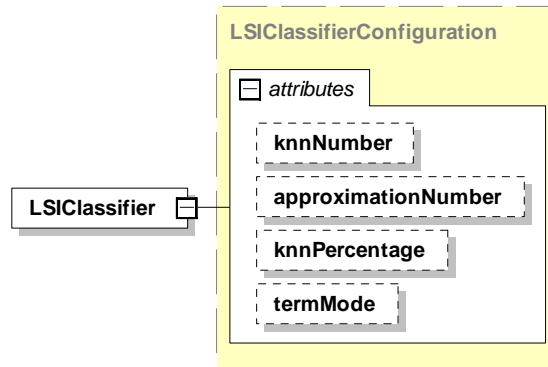 LSIClassifierConfiguration
attributes
knnNumber
approximationNumber
LSIClassifier
knnPercentage
termMode